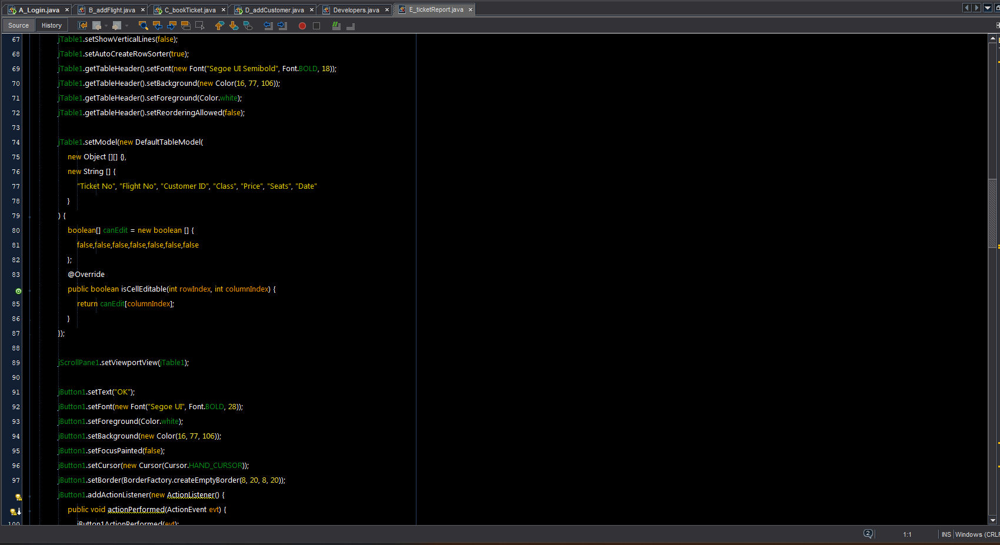 A_Login.java × B_addFlight.java × C_bookTicket.java × D_addCustomer.java × Developers.java × E_ticketReport.java ×
Source History
67 jTable1.setShowVerticalLines(false);
68 jTable1.setAutoCreateRowSorter(true);
69 jTable1.getTableHeader().setFont(new Font("Segoe UI Semibold", Font.BOLD, 18));
70 jTable1.getTableHeader().setBackground(new Color(16, 77, 106));
71 jTable1.getTableHeader().setForeground(Color.white);
72 jTable1.getTableHeader().setReorderingAllowed(false);
73
74 jTable1.setModel(new DefaultTableModel(
75 new Object [][] {},
76 new String [] {
77 "Ticket No", "Flight No", "Customer ID", "Class", "Price", "Seats", "Date"
78 }
79 ) {
80 boolean[] canEdit = new boolean [] {
81 false,false,false,false,false,false,false
82 };
83 @Override
public boolean isCellEditable(int rowIndex, int columnIndex) {
85 return canEdit[columnIndex];
86 }
87 });
88
89 jScrollPane1.setViewportView(jTable1);
90
91 jButton1.setText("OK");
92 jButton1.setFont(new Font("Segoe UI", Font.BOLD, 28));
93 jButton1.setForeground(Color.white);
94 jButton1.setBackground(new Color(16, 77, 106));
95 jButton1.setFocusPainted(false);
96 jButton1.setCursor(new Cursor(Cursor.HAND_CURSOR));
97 jButton1.setBorder(BorderFactory.createEmptyBorder(8, 20, 8, 20));
jButton1.addActionListener(new ActionListener() {
public void actionPerformed(ActionEvent evt) {
100 jButton1ActionPerformed(evt);
2 1:1 INS Windows (CRLF